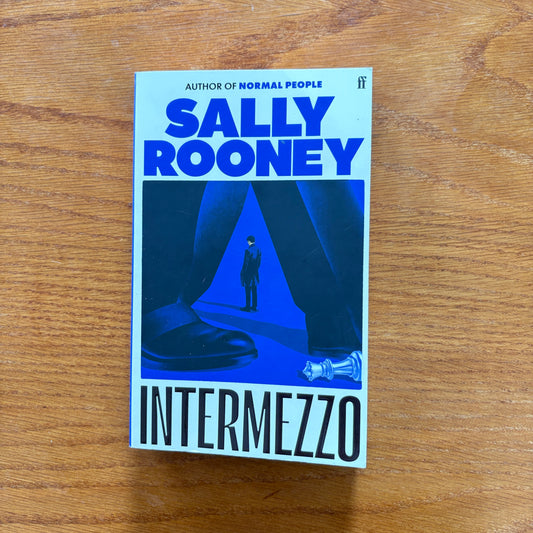 ff
AUTHOR OF NORMAL PEOPLE
SALLY
ROONEY
INTERMEZZO